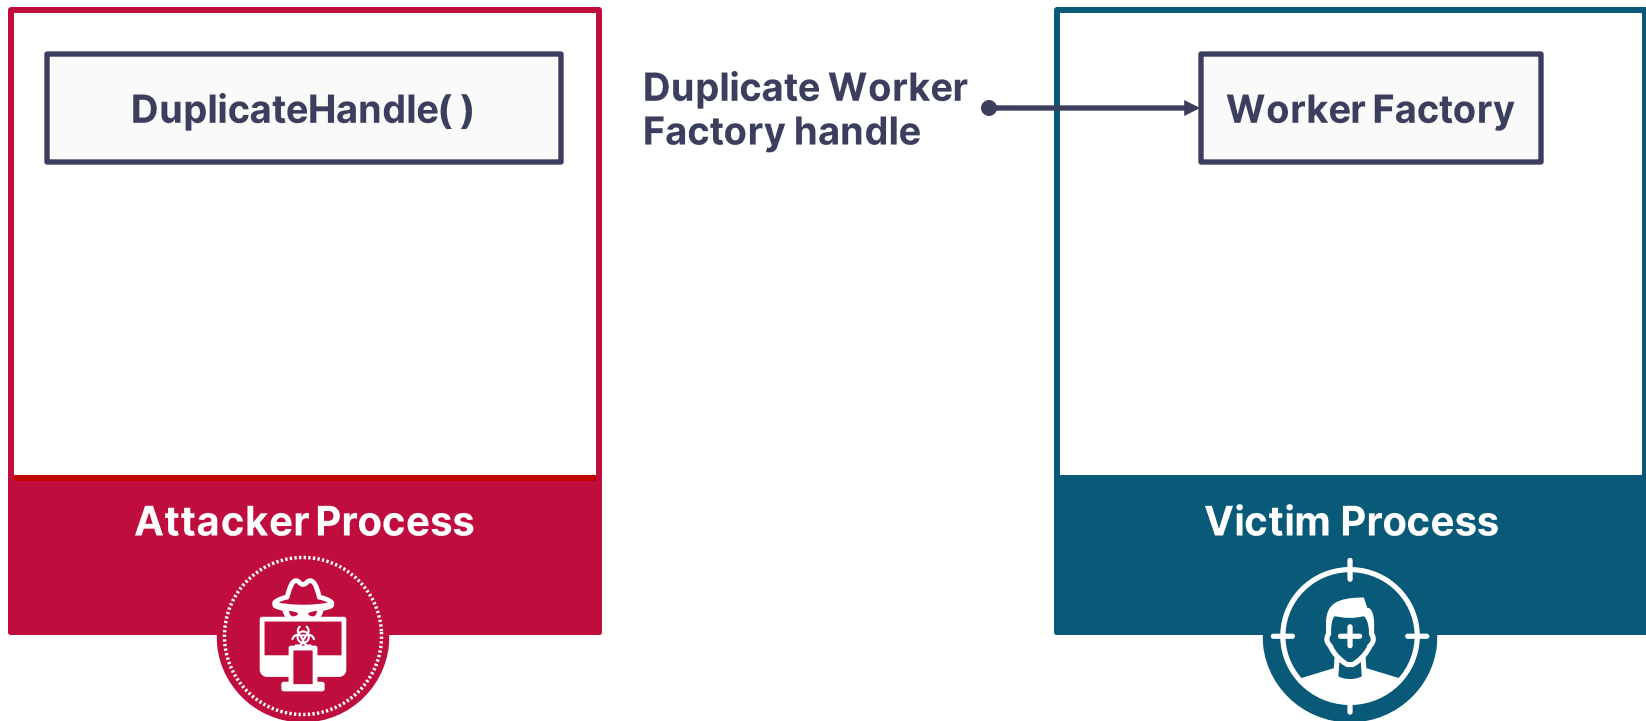 DuplicateHandle( )
Duplicate Worker
Factory handle
Worker Factory
Attacker Process
Victim Process